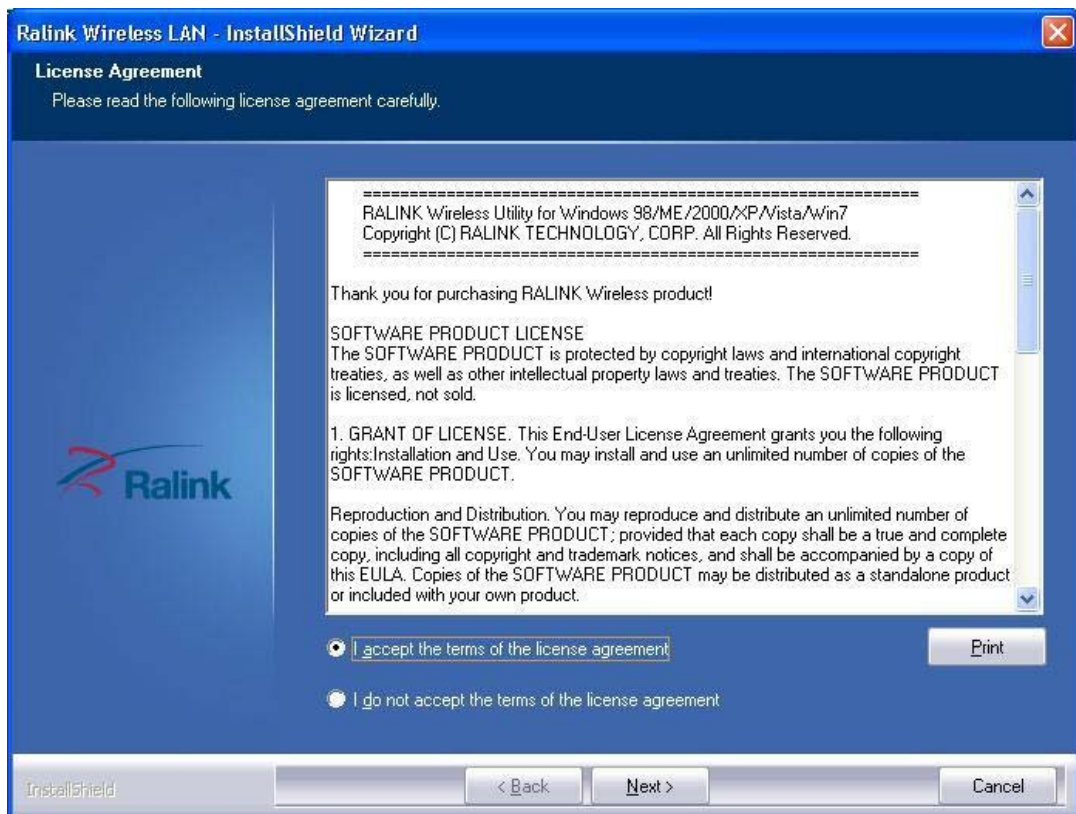 Ralink Wireless LAN - InstallShield Wizard
License Agreement
Please read the following license agreement carefully.
============================================================
RALINK Wireless Utility for Windows 98/ME/2000/XP/Vista/Win7
Copyright (C) RALINK TECHNOLOGY, CORP. All Rights Reserved.
============================================================
Thank you for purchasing RALINK Wireless product!
SOFTWARE PRODUCT LICENSE
The SOFTWARE PRODUCT is protected by copyright laws and international copyright
treaties, as well as other intellectual property laws and treaties. The SOFTWARE PRODUCT
is licensed, not sold.
1. GRANT OF LICENSE. This End-User License Agreement grants you the following
rights:Installation and Use. You may install and use an unlimited number of copies of the
SOFTWARE PRODUCT.
Reproduction and Distribution. You may reproduce and distribute an unlimited number of
copies of the SOFTWARE PRODUCT; provided that each copy shall be a true and complete
copy, including all copyright and trademark notices, and shall be accompanied by a copy of
this EULA. Copies of the SOFTWARE PRODUCT may be distributed as a standalone product
or included with your own product.
Ralink
I accept the terms of the license agreement
Print
I do not accept the terms of the license agreement
InstallShield
< Back
Next >
Cancel